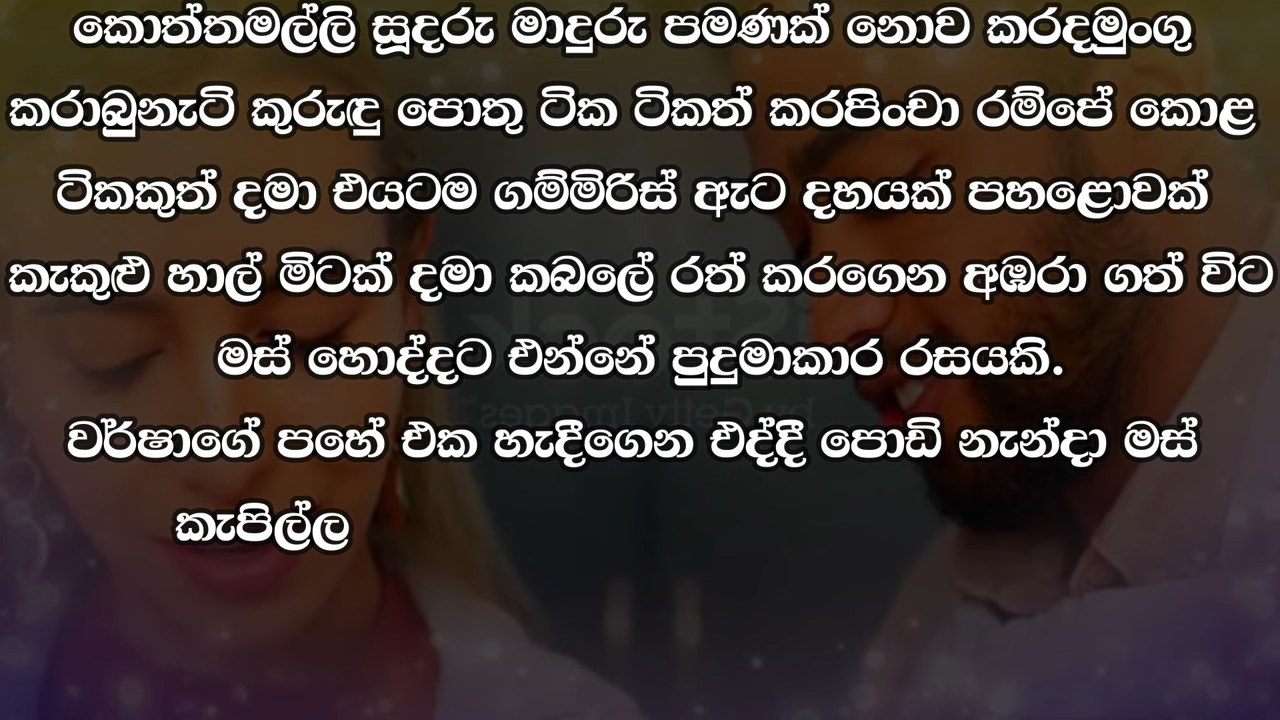 කොත්තමල්ලි සූදුරු මාදුරු පමණක් නොව කරදමුංගු
කරාබුනැටි කුරුඳු පොතු ටික ටිකත් කරපිංචා රම්පේ කොළ
ටිකකුත් දමා එයටම ගම්මිරිස් ඇට දහයක් පහළොවක්
කැකුළු හාල් මිටක් දමා කබලේ රත් කරගෙන අඹරා ගත් විට
මස් හොද්දට එන්නේ පුදුමාකාර රසයකි.
වර්ෂාගේ පහේ එක හැදීගෙන එද්දී පොඩි නැන්දා මස්
කැපිල්ල